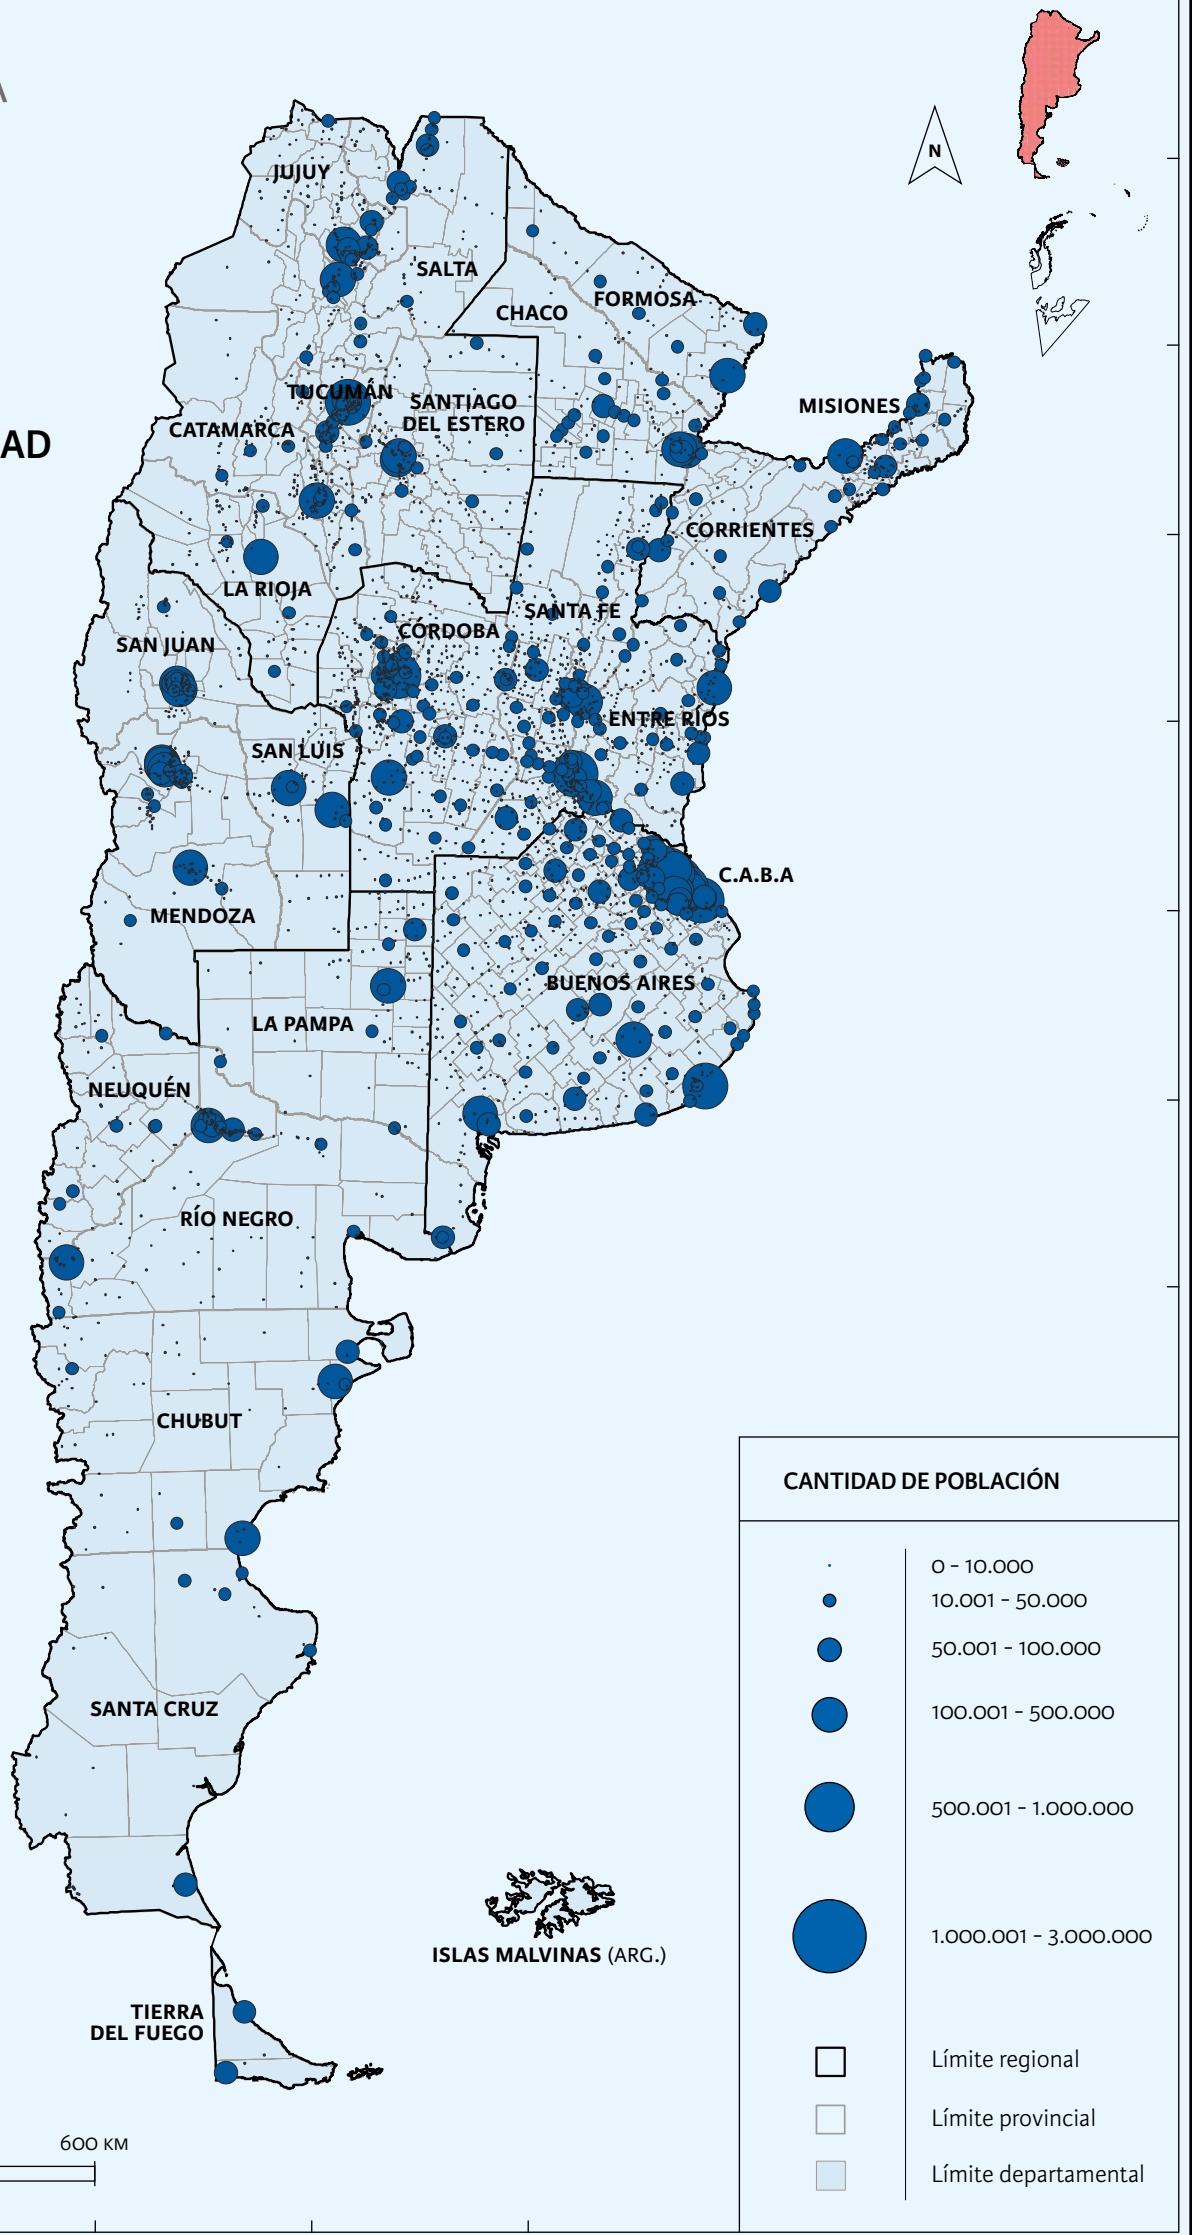 A
N
JUJUY
SALTA
FORMOSA
CHACO
TUCUMÁN
SANTIAGO
DEL ESTERO
MISIONES
CATAMARCA
AD
CORRIENTES
LA RIOJA
SANTA FE
CÓRDOBA
SAN JUAN
ENTRE RÍOS
SAN LUIS
C.A.B.A
MENDOZA
BUENOS AIRES
LA PAMPA
NEUQUÉN
RÍO NEGRO
CHUBUT
SANTA CRUZ
ISLAS MALVINAS (ARG.)
TIERRA
DEL FUEGO
600 KM
CANTIDAD DE POBLACIÓN
0 - 10.000
10.001 - 50.000
50.001 - 100.000
100.001 - 500.000
500.001 - 1.000.000
1.000.001 - 3.000.000
Límite regional
Límite provincial
Límite departamental